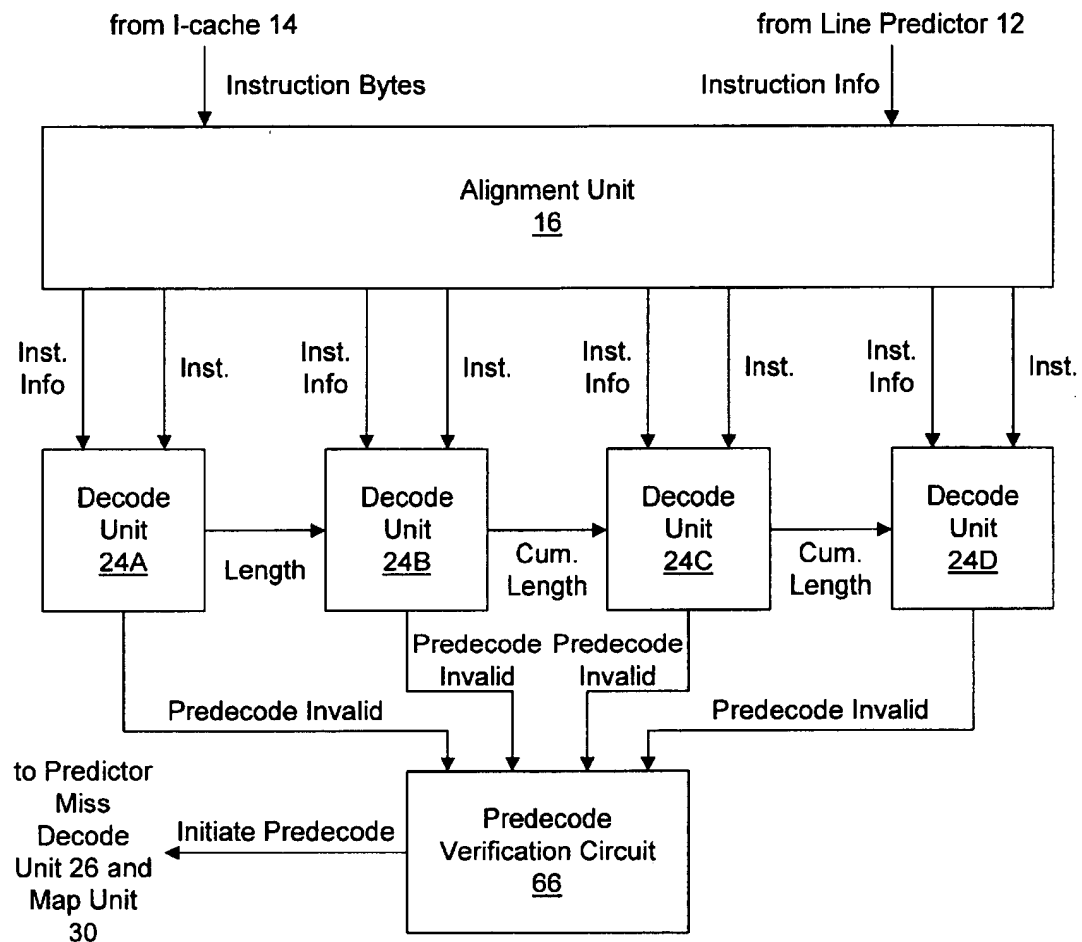 from I-cache 14
from Line Predictor 12
Instruction Bytes
Instruction Info
Alignment Unit
16
Inst.
Info
Inst.
Inst.
Info
Inst.
Inst.
Info
Inst.
Inst.
Info
Inst.
Decode
Unit
24A
Length
Decode
Unit
24B
Cum.
Length
Decode
Unit
24C
Cum.
Length
Decode
Unit
24D
Predecode
Invalid
Predecode
Invalid
Predecode Invalid
Predecode Invalid
to Predictor
Miss
Decode
Unit 26 and
Map Unit
30
Initiate Predecode
Predecode
Verification Circuit
66